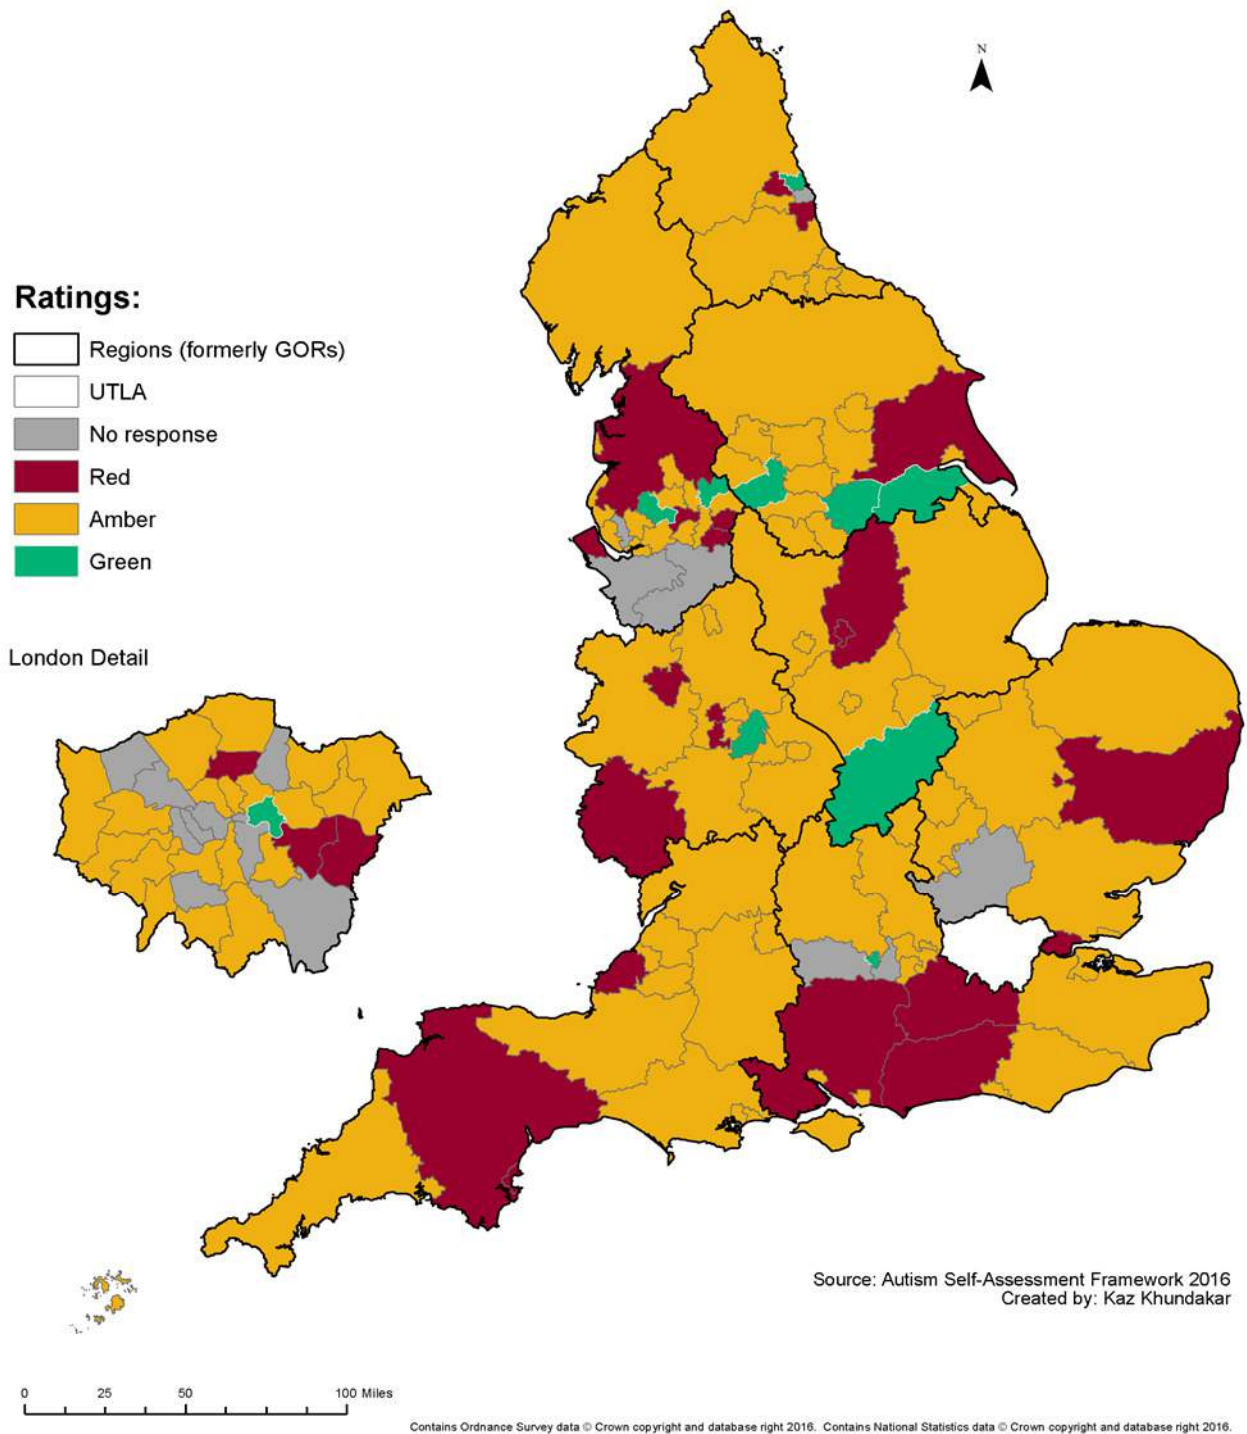 N
Ratings:
Regions (formerly GORs)
UTLA
No response
Red
Amber
Green
London Detail
Source: Autism Self-Assessment Framework 2016
Created by: Kaz Khundakar
0 25 50 100 Miles
Contains Ordnance Survey data © Crown copyright and database right 2016. Contains National Statistics data © Crown copyright and database right 2016.